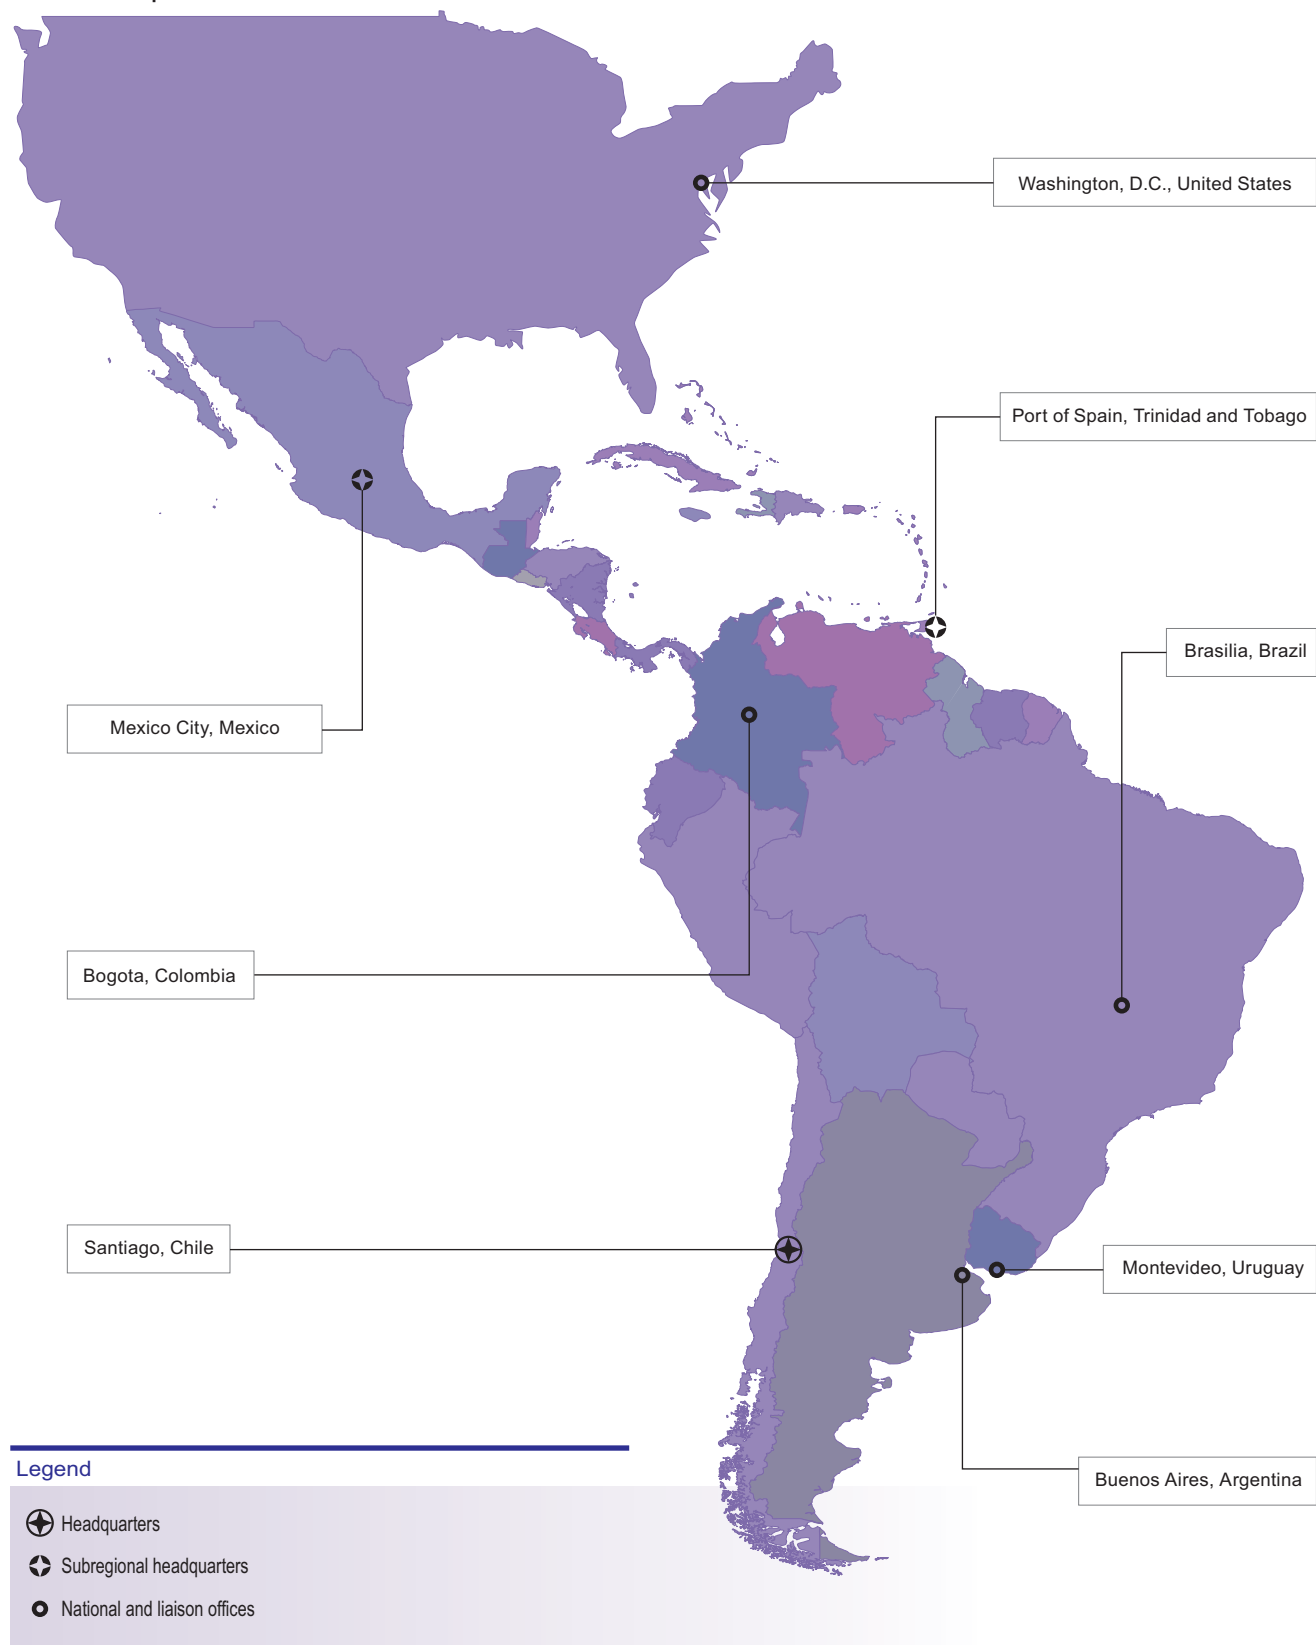 Washington, D.C., United States
Port of Spain, Trinidad and Tobago
Brasilia, Brazil
Mexico City, Mexico
Bogota, Colombia
Santiago, Chile
Montevideo, Uruguay
Buenos Aires, Argentina
Legend
Headquarters
Subregional headquarters
National and liaison offices